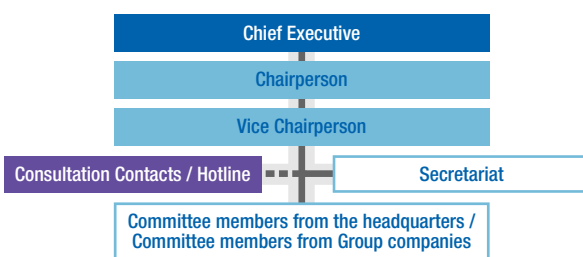 Chief Executive
Chairperson
Vice Chairperson
Consultation Contacts / Hotline
Secretariat
Committee members from the headquarters /
Committee members from Group companies